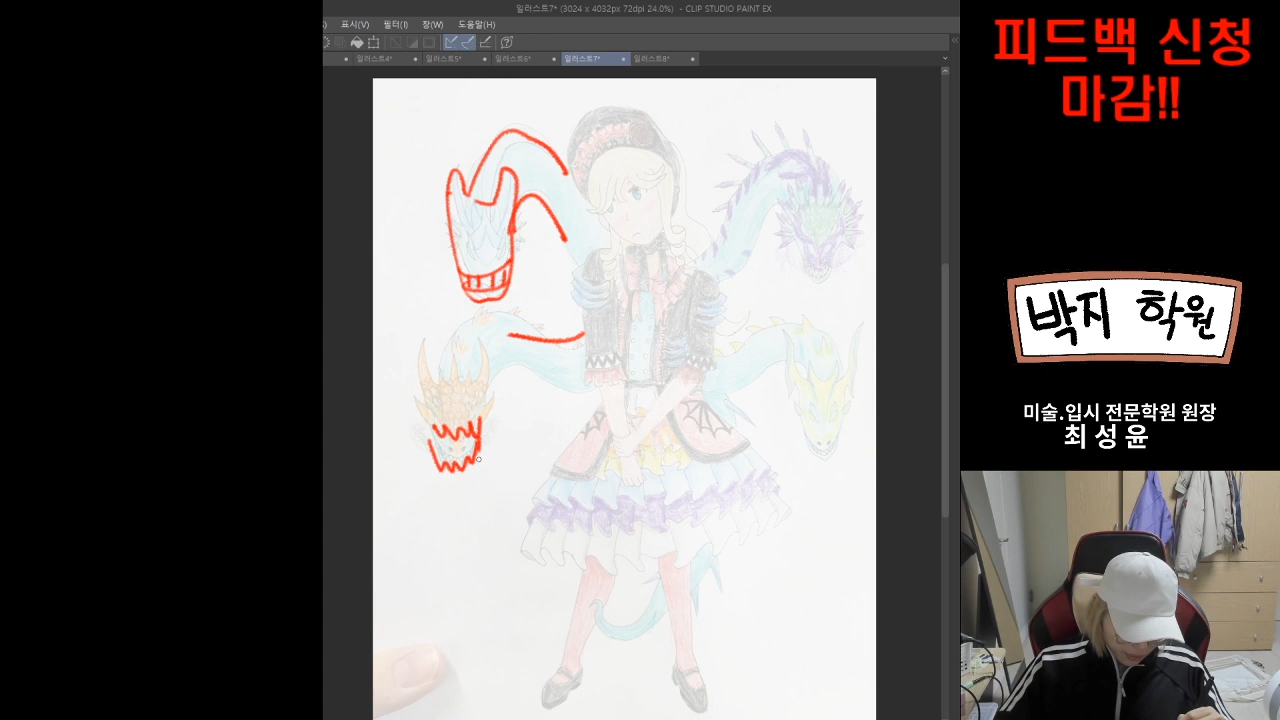 일러스트7* (3024 x 4032px 72dpi 24.0%) - CLIP STUDIO PAINT EX
표시(V) 필터(I) 창(W) 도움말(H)
일러스트4* 일러스트5* 일러스트6* 일러스트7* 일러스트8*
피드백 신청
마감!!
박지 학원
미술.입시 전문학원 원장
최성윤